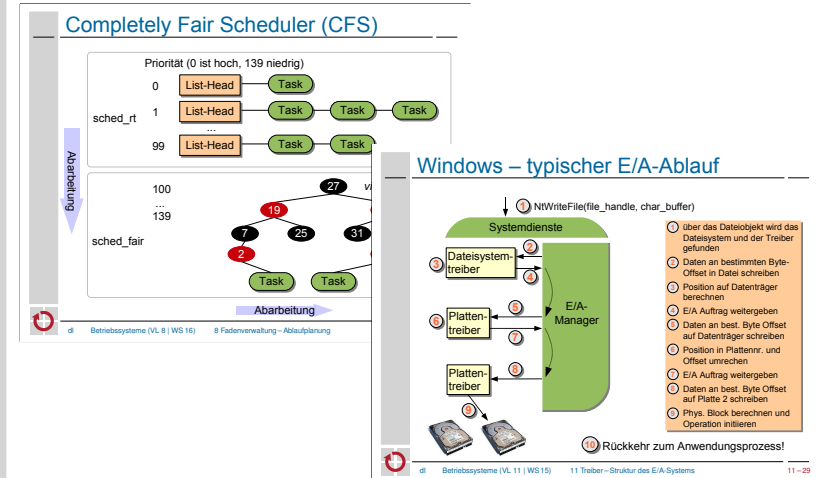 Completely Fair Scheduler (CFS)
Priorität (0 ist hoch, 139 niedrig)
0 List-Head Task
sched_rt
1 List-Head Task Task Task
...
99 List-Head Task Task
Abarbeitung
100
...
139
sched_fair
27
19
7 25 31
2
Task Task
Abarbeitung
dl Betriebssysteme (VL 8 | WS 16) 8 Fadenverwaltung – Ablaufplanung
Windows – typischer E/A-Ablauf
1 NtWriteFile(file_handle, char_buffer)
Systemdienste
2
3 Dateisystem-
treiber
4
5
6 Platten-
treiber
7
E/A-
Manager
8
Platten-
treiber
9
10 Rückkehr zum Anwendungsprozess!
1 über das Dateiobjekt wird das
Dateisystem und der Treiber
gefunden
2 Daten an bestimmten Byte-
Offset in Datei schreiben
3 Position auf Datenträger
berechnen
4 E/A Auftrag weitergeben
5 Daten an best. Byte Offset
auf Datenträger schreiben
6 Position in Plattennr. und
Offset umrechen
7 E/A Auftrag weitergeben
8 Daten an best. Byte Offset
auf Platte 2 schreiben
9 Phys. Block berechnen und
Operation initiieren
dl Betriebssysteme (VL 11 | WS 15) 11 Treiber – Struktur des E/A-Systems 11 – 29